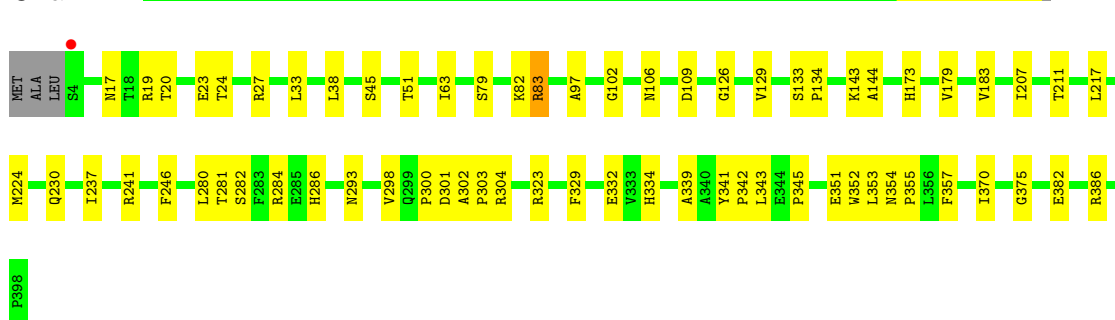 MET ALA LEU S4 N17 T18 R19 T20 E23 T24 R27 L33 L38 S45 T51 I63 S79 K82 R83 A97 G102 N106 D109 G126 V129 S133 P134 K143 A144 H173 V179 V183 I207 T211 L217
M224 Q230 I237 R241 F246 L280 T281 S282 F283 R284 E285 H286 N293 V298 Q299 P300 D301 A302 P303 R304 R323 F329 E332 V333 H334 A339 A340 Y341 P342 L343 E344 P345 E351 W352 L353 N354 P355 L356 F357 I370 G375 E382 R386
P398